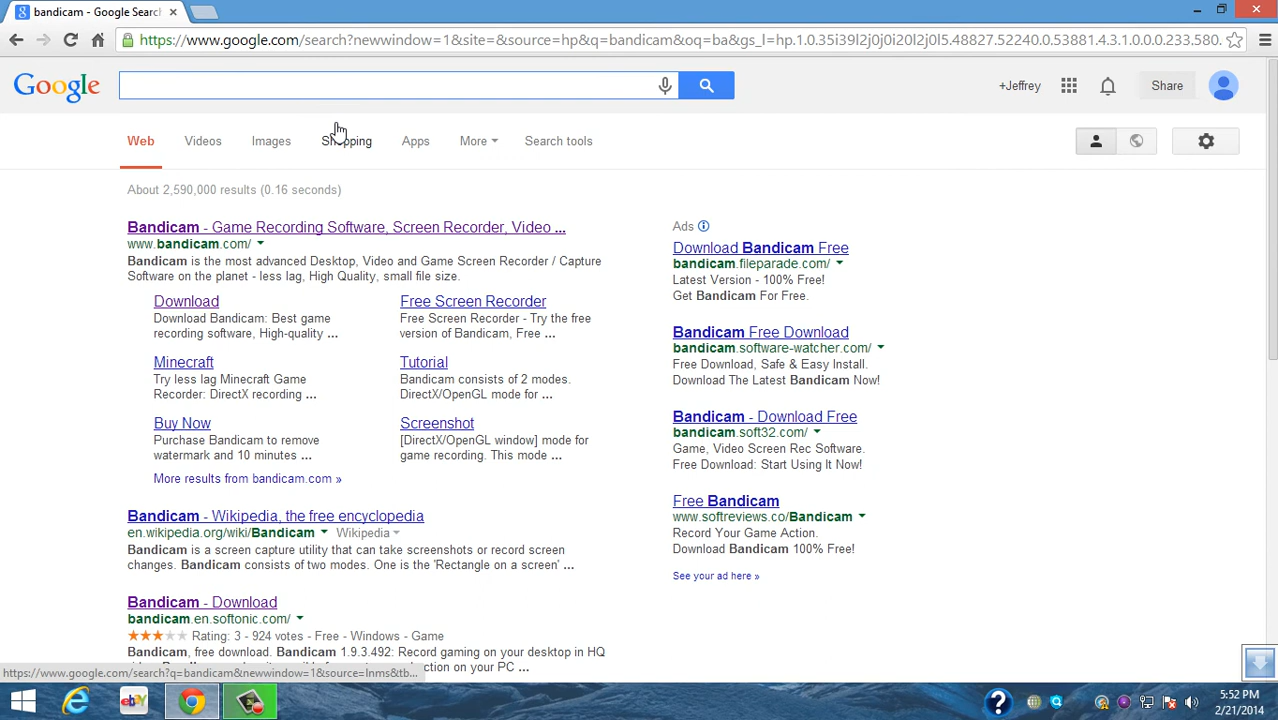 bandicam - Google Search
https://www.google.com/search?newwindow=1&site=&source=hp&q=bandicam&oq=ba&gs_l=hp.1.0.35i39l2j0j0i20l2j0l5.48827.52240.0.53881.4.3.1.0.0.0.233.580.
Google
+Jeffrey
Share
Web Videos Images Shopping Apps More Search tools
About 2,590,000 results (0.16 seconds)
Bandicam - Game Recording Software, Screen Recorder, Video ...
www.bandicam.com/
Bandicam is the most advanced Desktop, Video and Game Screen Recorder / Capture
Software on the planet - less lag, High Quality, small file size.
Download
Download Bandicam: Best game
recording software, High-quality ...
Free Screen Recorder
Free Screen Recorder - Try the free
version of Bandicam, Free ...
Minecraft
Try less lag Minecraft Game
Recorder: DirectX recording ...
Tutorial
Bandicam consists of 2 modes.
DirectX/OpenGL mode for ...
Buy Now
Purchase Bandicam to remove
watermark and 10 minutes ...
Screenshot
[DirectX/OpenGL window] mode for
game recording. This mode ...
More results from bandicam.com »
Bandicam - Wikipedia, the free encyclopedia
en.wikipedia.org/wiki/Bandicam Wikipedia
Bandicam is a screen capture utility that can take screenshots or record screen
changes. Bandicam consists of two modes. One is the 'Rectangle on a screen' ...
Bandicam - Download
bandicam.en.softonic.com/
Rating: 3 - 924 votes - Free - Windows - Game
Bandicam, free download. Bandicam 1.9.3.492: Record gaming on your desktop in HQ
on your PC ...
Ads
Download Bandicam Free
bandicam.fileparade.com/
Latest Version - 100% Free!
Get Bandicam For Free.
Bandicam Free Download
bandicam.software-watcher.com/
Free Download, Safe & Easy Install.
Download The Latest Bandicam Now!
Bandicam - Download Free
bandicam.soft32.com/
Game, Video Screen Rec Software.
Free Download: Start Using It Now!
Free Bandicam
www.softreviews.co/Bandicam
Record Your Game Action.
Download Bandicam 100% Free!
See your ad here »
https://www.google.com/search?q=bandicam&newwindow=1&source=lnms&tb...
ebay
5:52 PM
2/21/2014